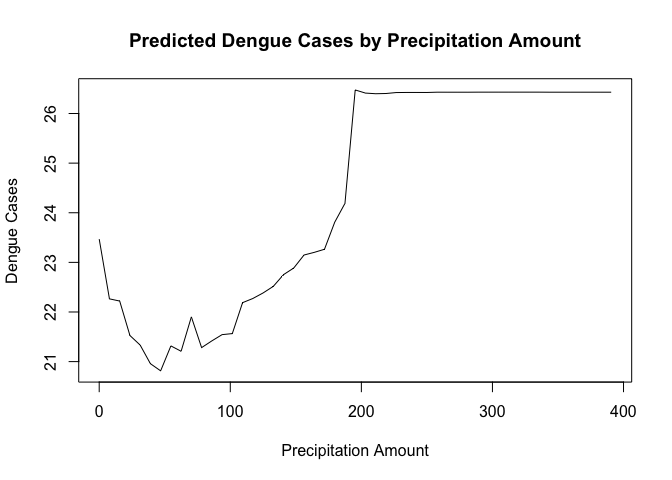 Predicted Dengue Cases by Precipitation Amount
26
25
24
23
22
21
Dengue Cases
0 100 200 300 400
Precipitation Amount